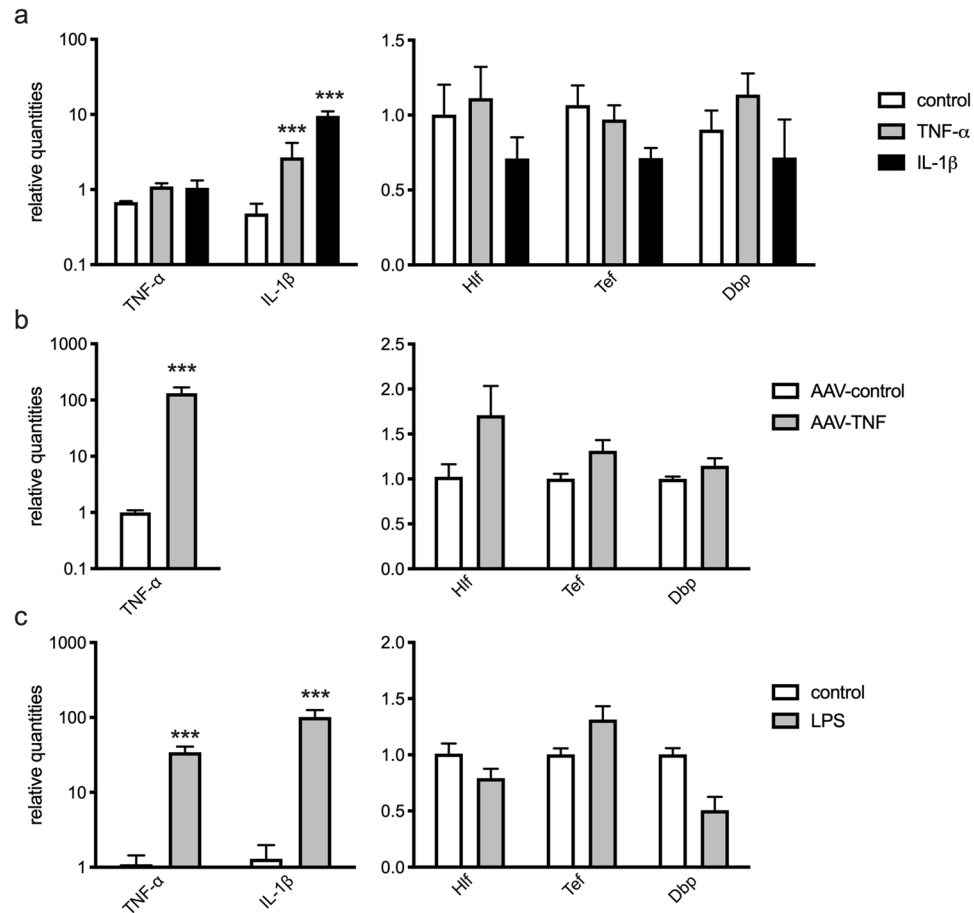 a
relative quantities
100
10
1
0.1
***
***
TNF-α
IL-1β
1.5
1.0
0.5
0.0
Hlf
Tef
Dbp
control
TNF-α
IL-1β
b
relative quantities
1000
100
10
1
0.1
***
TNF-α
2.5
2.0
1.5
1.0
0.5
0.0
Hlf
Tef
Dbp
AAV-control
AAV-TNF
c
relative quantities
1000
100
10
1
***
***
TNF-α
IL-1β
2.0
1.5
1.0
0.5
0.0
Hlf
Tef
Dbp
control
LPS